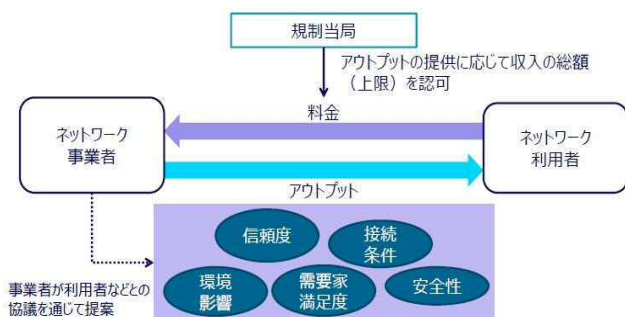 規制当局
アウトプットの提供に応じて収入の総額
（上限）を認可
料金
ネットワーク
事業者
ネットワーク
利用者
アウトプット
信頼度
接続
条件
環境
影響
需要家
満足度
安全性
事業者が利用者などとの
協議を通じて提案